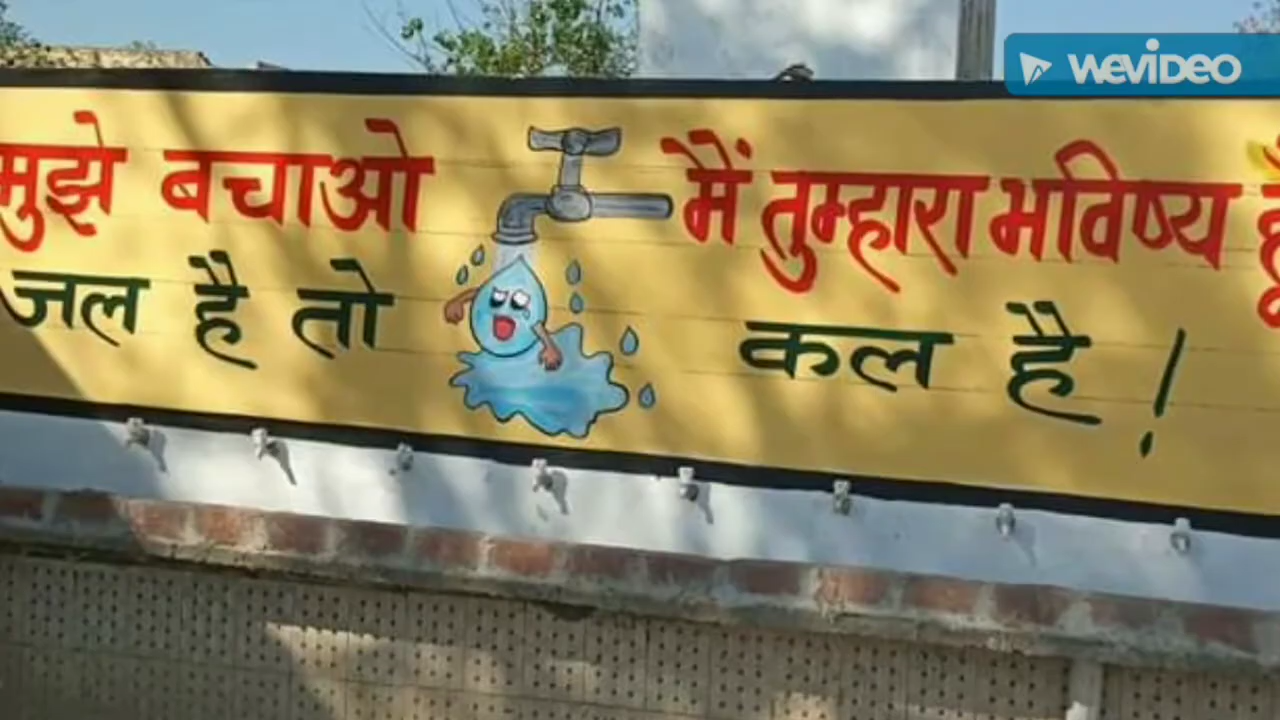 मुझे बचाओ मैं तुम्हारा भविष्य हूँ
जल है तो कल है !
WEVIDEO